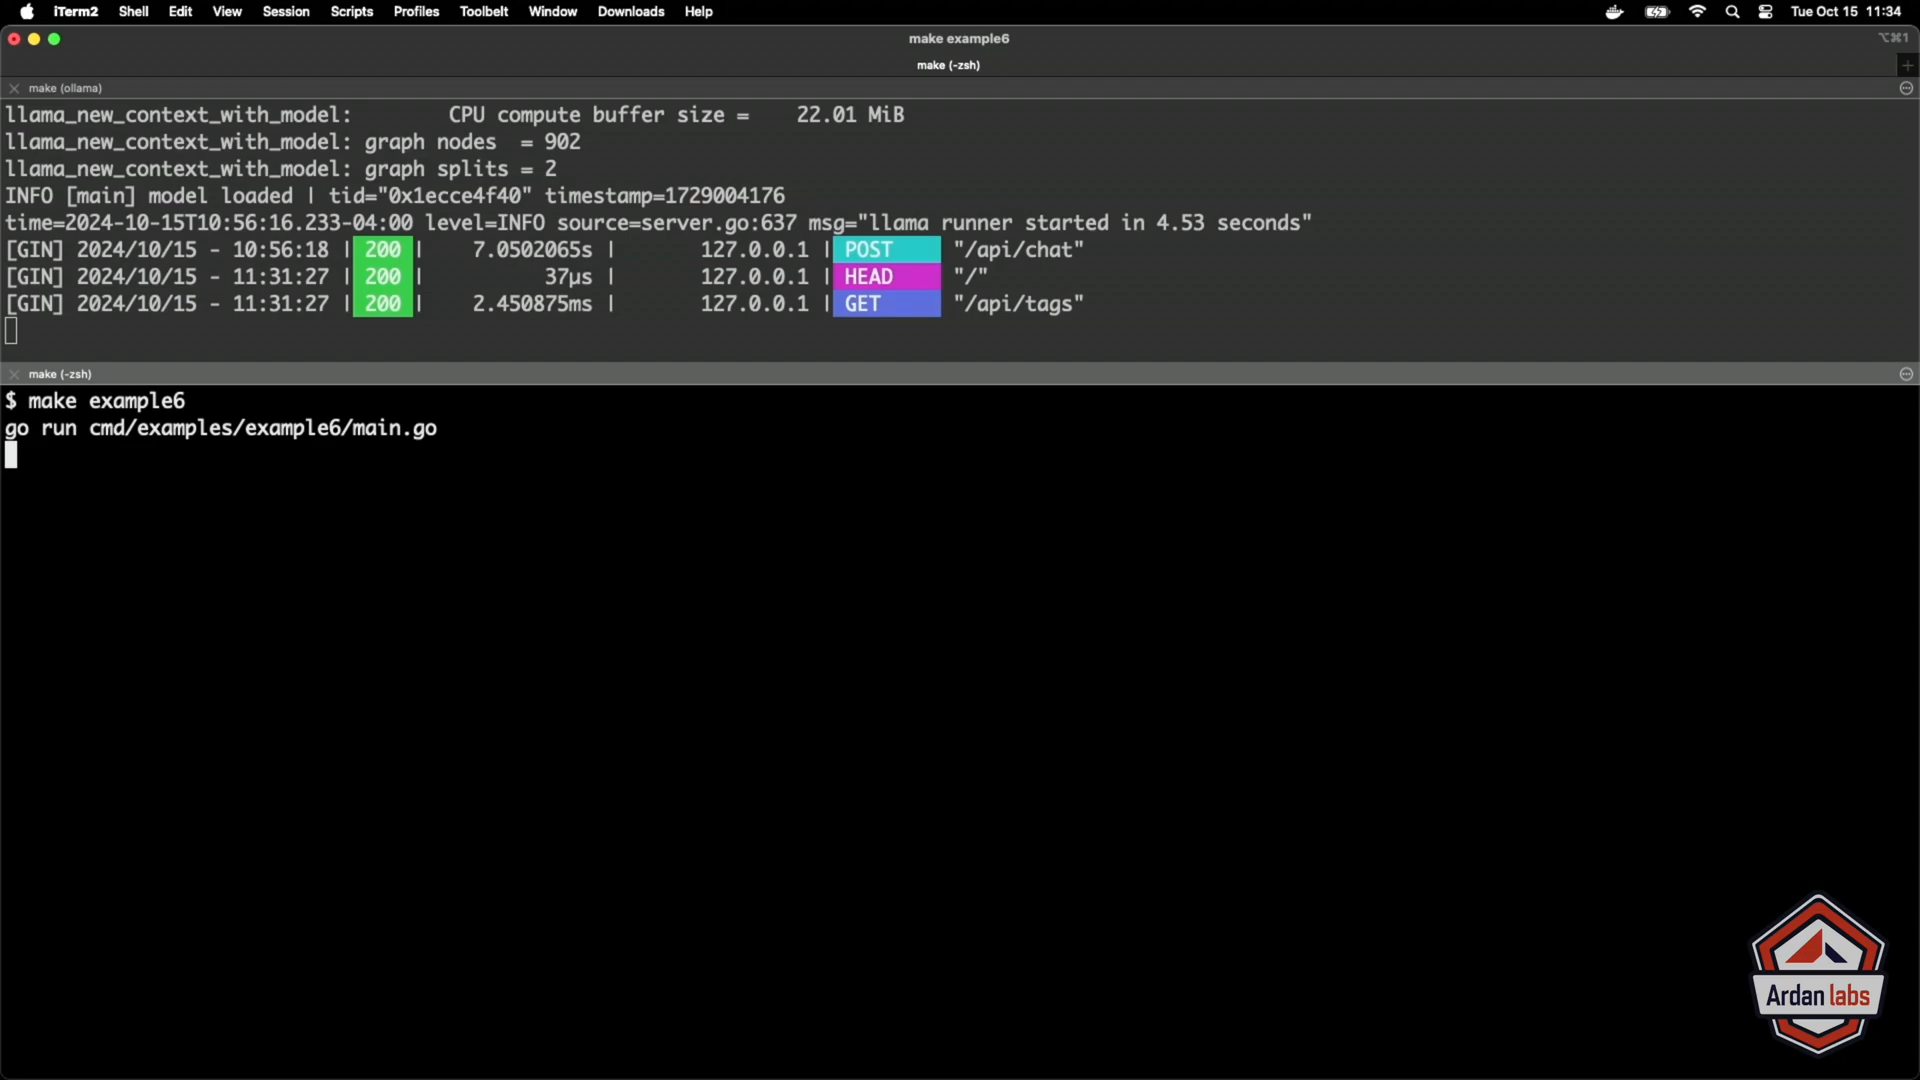 iTerm2 Shell Edit View Session Scripts Profiles Toolbelt Window Downloads Help Tue Oct 15 11:34
make example6 ⌥⌘1
make (-zsh)
make (ollama)
llama_new_context_with_model:        CPU compute buffer size =    22.01 MiB
llama_new_context_with_model: graph nodes  = 902
llama_new_context_with_model: graph splits = 2
INFO [main] model loaded | tid="0x1ecce4f40" timestamp=1729004176
time=2024-10-15T10:56:16.233-04:00 level=INFO source=server.go:637 msg="llama runner started in 4.53 seconds"
[GIN] 2024/10/15 - 10:56:18 | 200 |    7.0502065s |       127.0.0.1 | POST     "/api/chat"
[GIN] 2024/10/15 - 11:31:27 | 200 |          37µs |       127.0.0.1 | HEAD     "/"
[GIN] 2024/10/15 - 11:31:27 | 200 |    2.450875ms |       127.0.0.1 | GET      "/api/tags"
make (-zsh)
$ make example6
go run cmd/examples/example6/main.go
Ardan labs